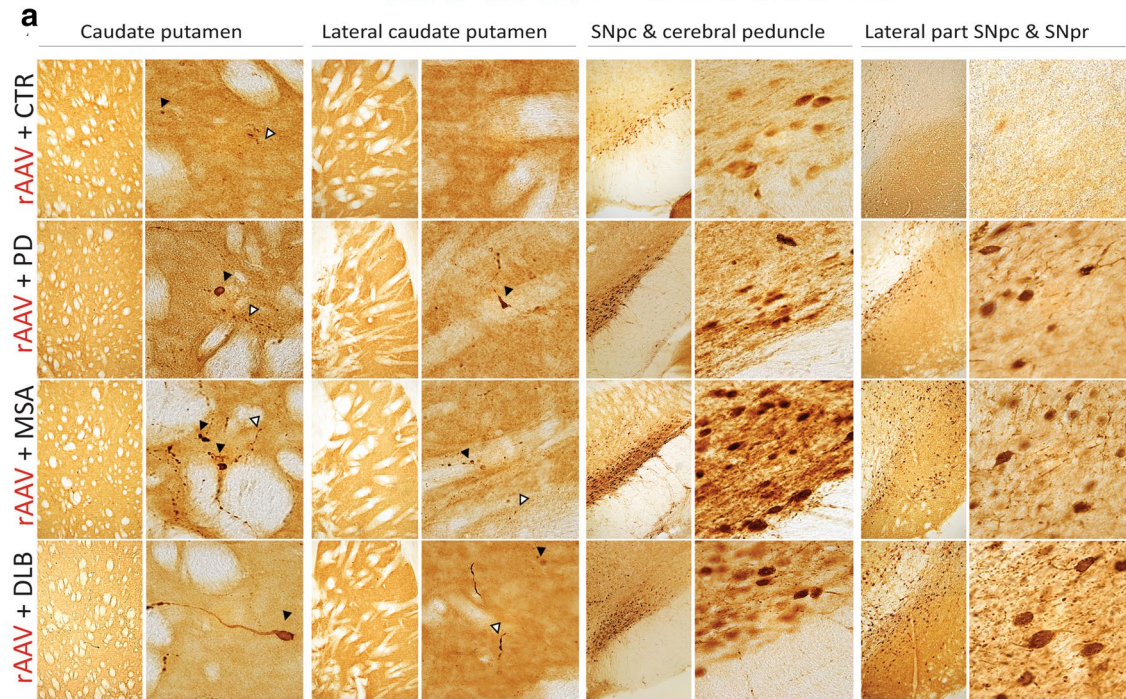 a
Caudate putamen
Lateral caudate putamen
SNpc & cerebral peduncle
Lateral part SNpc & SNpr
rAAV + CTR
rAAV + PD
rAAV + MSA
rAAV + DLB